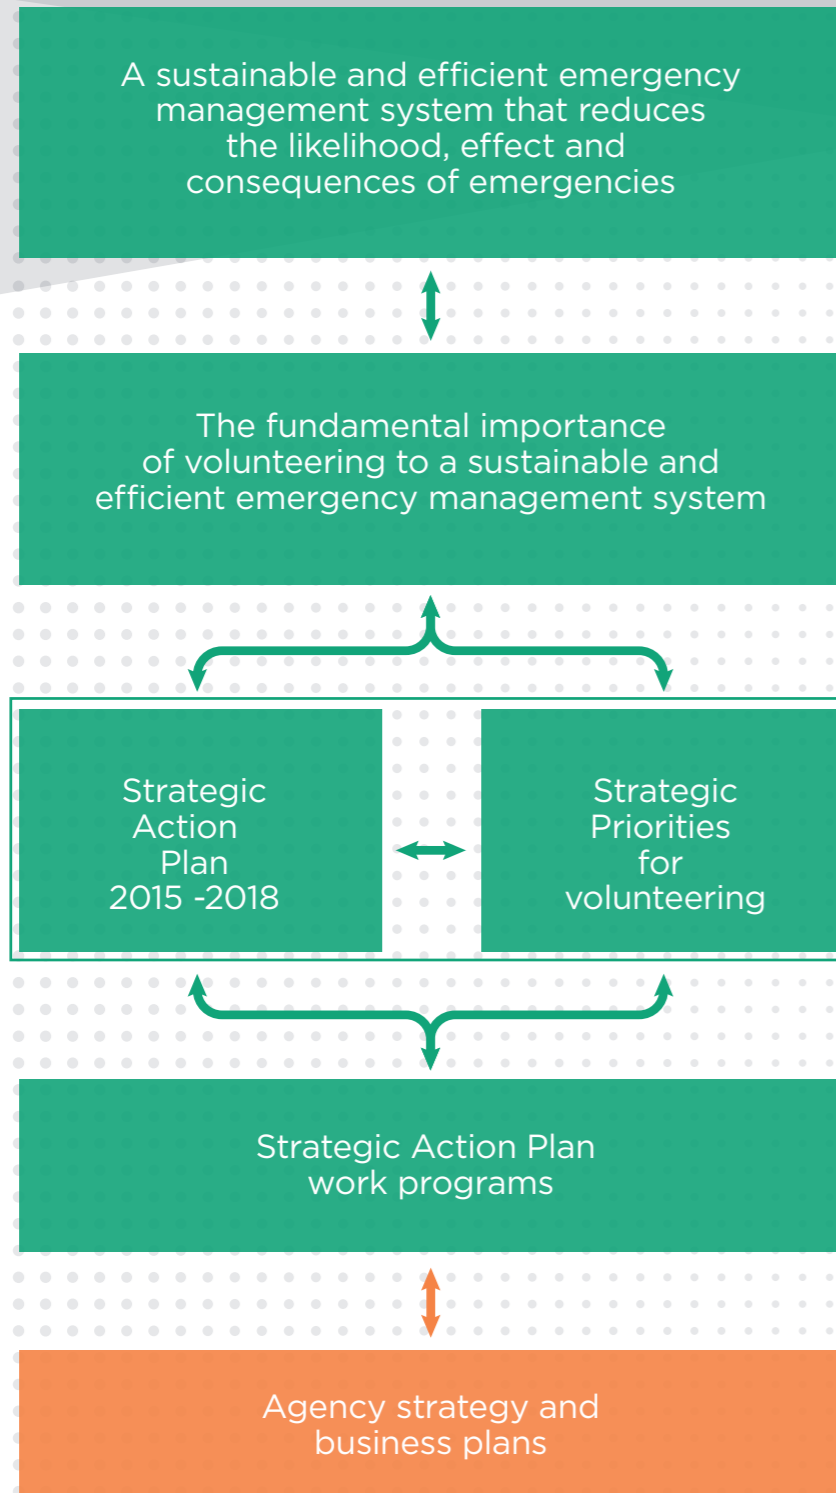 A sustainable and efficient emergency
management system that reduces
the likelihood, effect and
consequences of emergencies
The fundamental importance
of volunteering to a sustainable and
efficient emergency management system
Strategic
Action
Plan
2015 -2018
Strategic
Priorities
for
volunteering
Strategic Action Plan
work programs
Agency strategy and
business plans